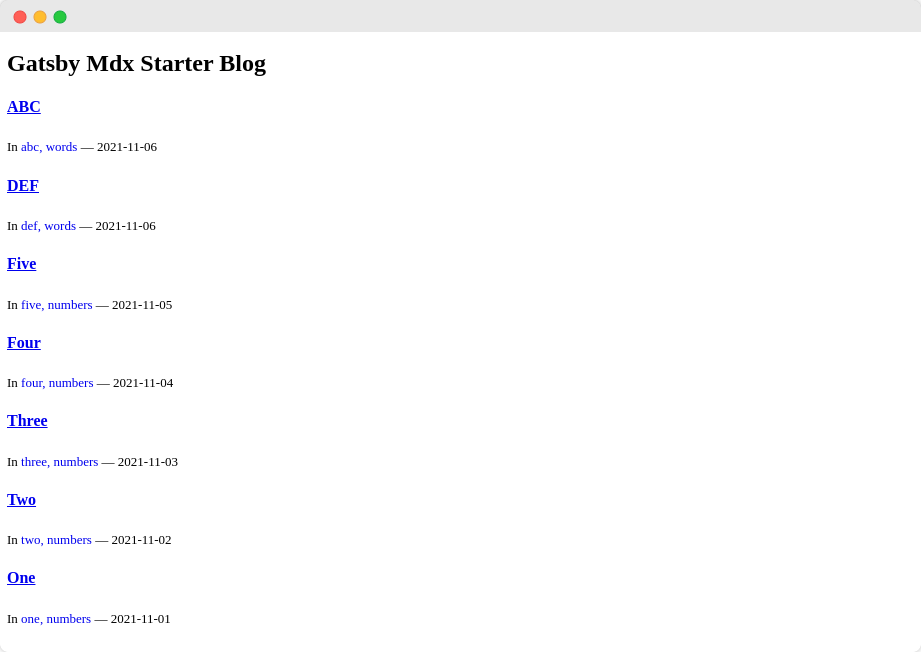 Gatsby Mdx Starter Blog
ABC
In abc, words — 2021-11-06
DEF
In def, words — 2021-11-06
Five
In five, numbers — 2021-11-05
Four
In four, numbers — 2021-11-04
Three
In three, numbers — 2021-11-03
Two
In two, numbers — 2021-11-02
One
In one, numbers — 2021-11-01